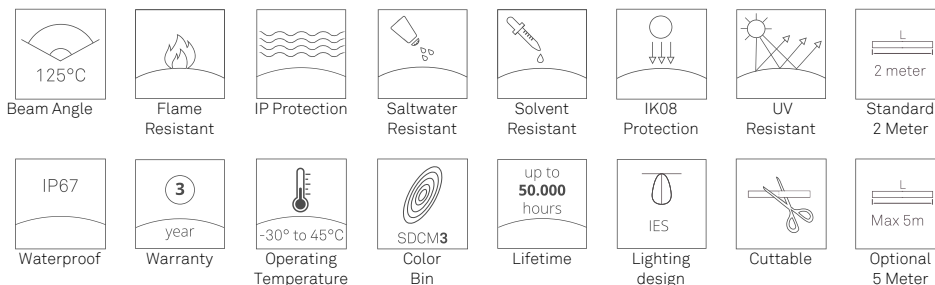 125°C
Beam Angle
Flame
Resistant
IP Protection
Saltwater
Resistant
Solvent
Resistant
IK08
Protection
UV
Resistant
L
2 meter
Standard
2 Meter
IP67
Waterproof
3
year
Warranty
-30° to 45°C
Operating
Temperature
SDCM3
Color
Bin
up to
50.000
hours
Lifetime
IES
Lighting
design
Cuttable
L
Max 5m
Optional
5 Meter